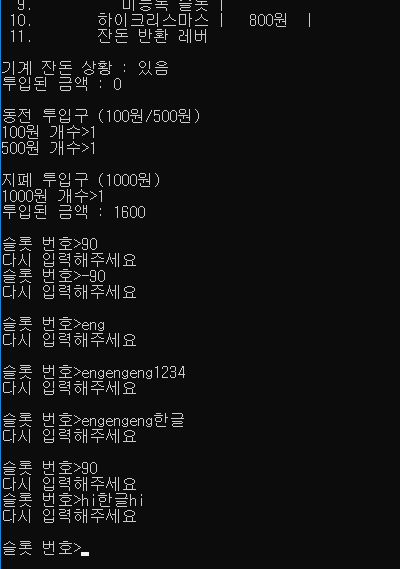 9. 미등록 슬롯 |
10. 하이크리스마스 | 800원 |
11. 잔돈 반환 레버
기계 잔돈 상황 : 있음
투입된 금액 : 0
동전 투입구 (100원/500원)
100원 개수>1
500원 개수>1
지폐 투입구 (1000원)
1000원 개수>1
투입된 금액 : 1600
슬롯 번호>90
다시 입력해주세요
슬롯 번호>-90
다시 입력해주세요
슬롯 번호>eng
다시 입력해주세요
슬롯 번호>engengeng1234
다시 입력해주세요
슬롯 번호>engengeng한글
다시 입력해주세요
슬롯 번호>90
다시 입력해주세요
슬롯 번호>hi한글hi
다시 입력해주세요
슬롯 번호>